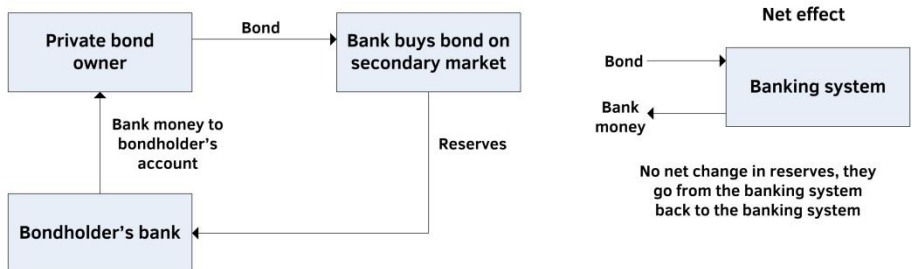 Private bond
owner
Bond
Bank buys bond on
secondary market
Bank money to
bondholder's
account
Reserves
Bondholder's bank
Net effect
Bond
Bank
money
Banking system
No net change in reserves, they
go from the banking system
back to the banking system